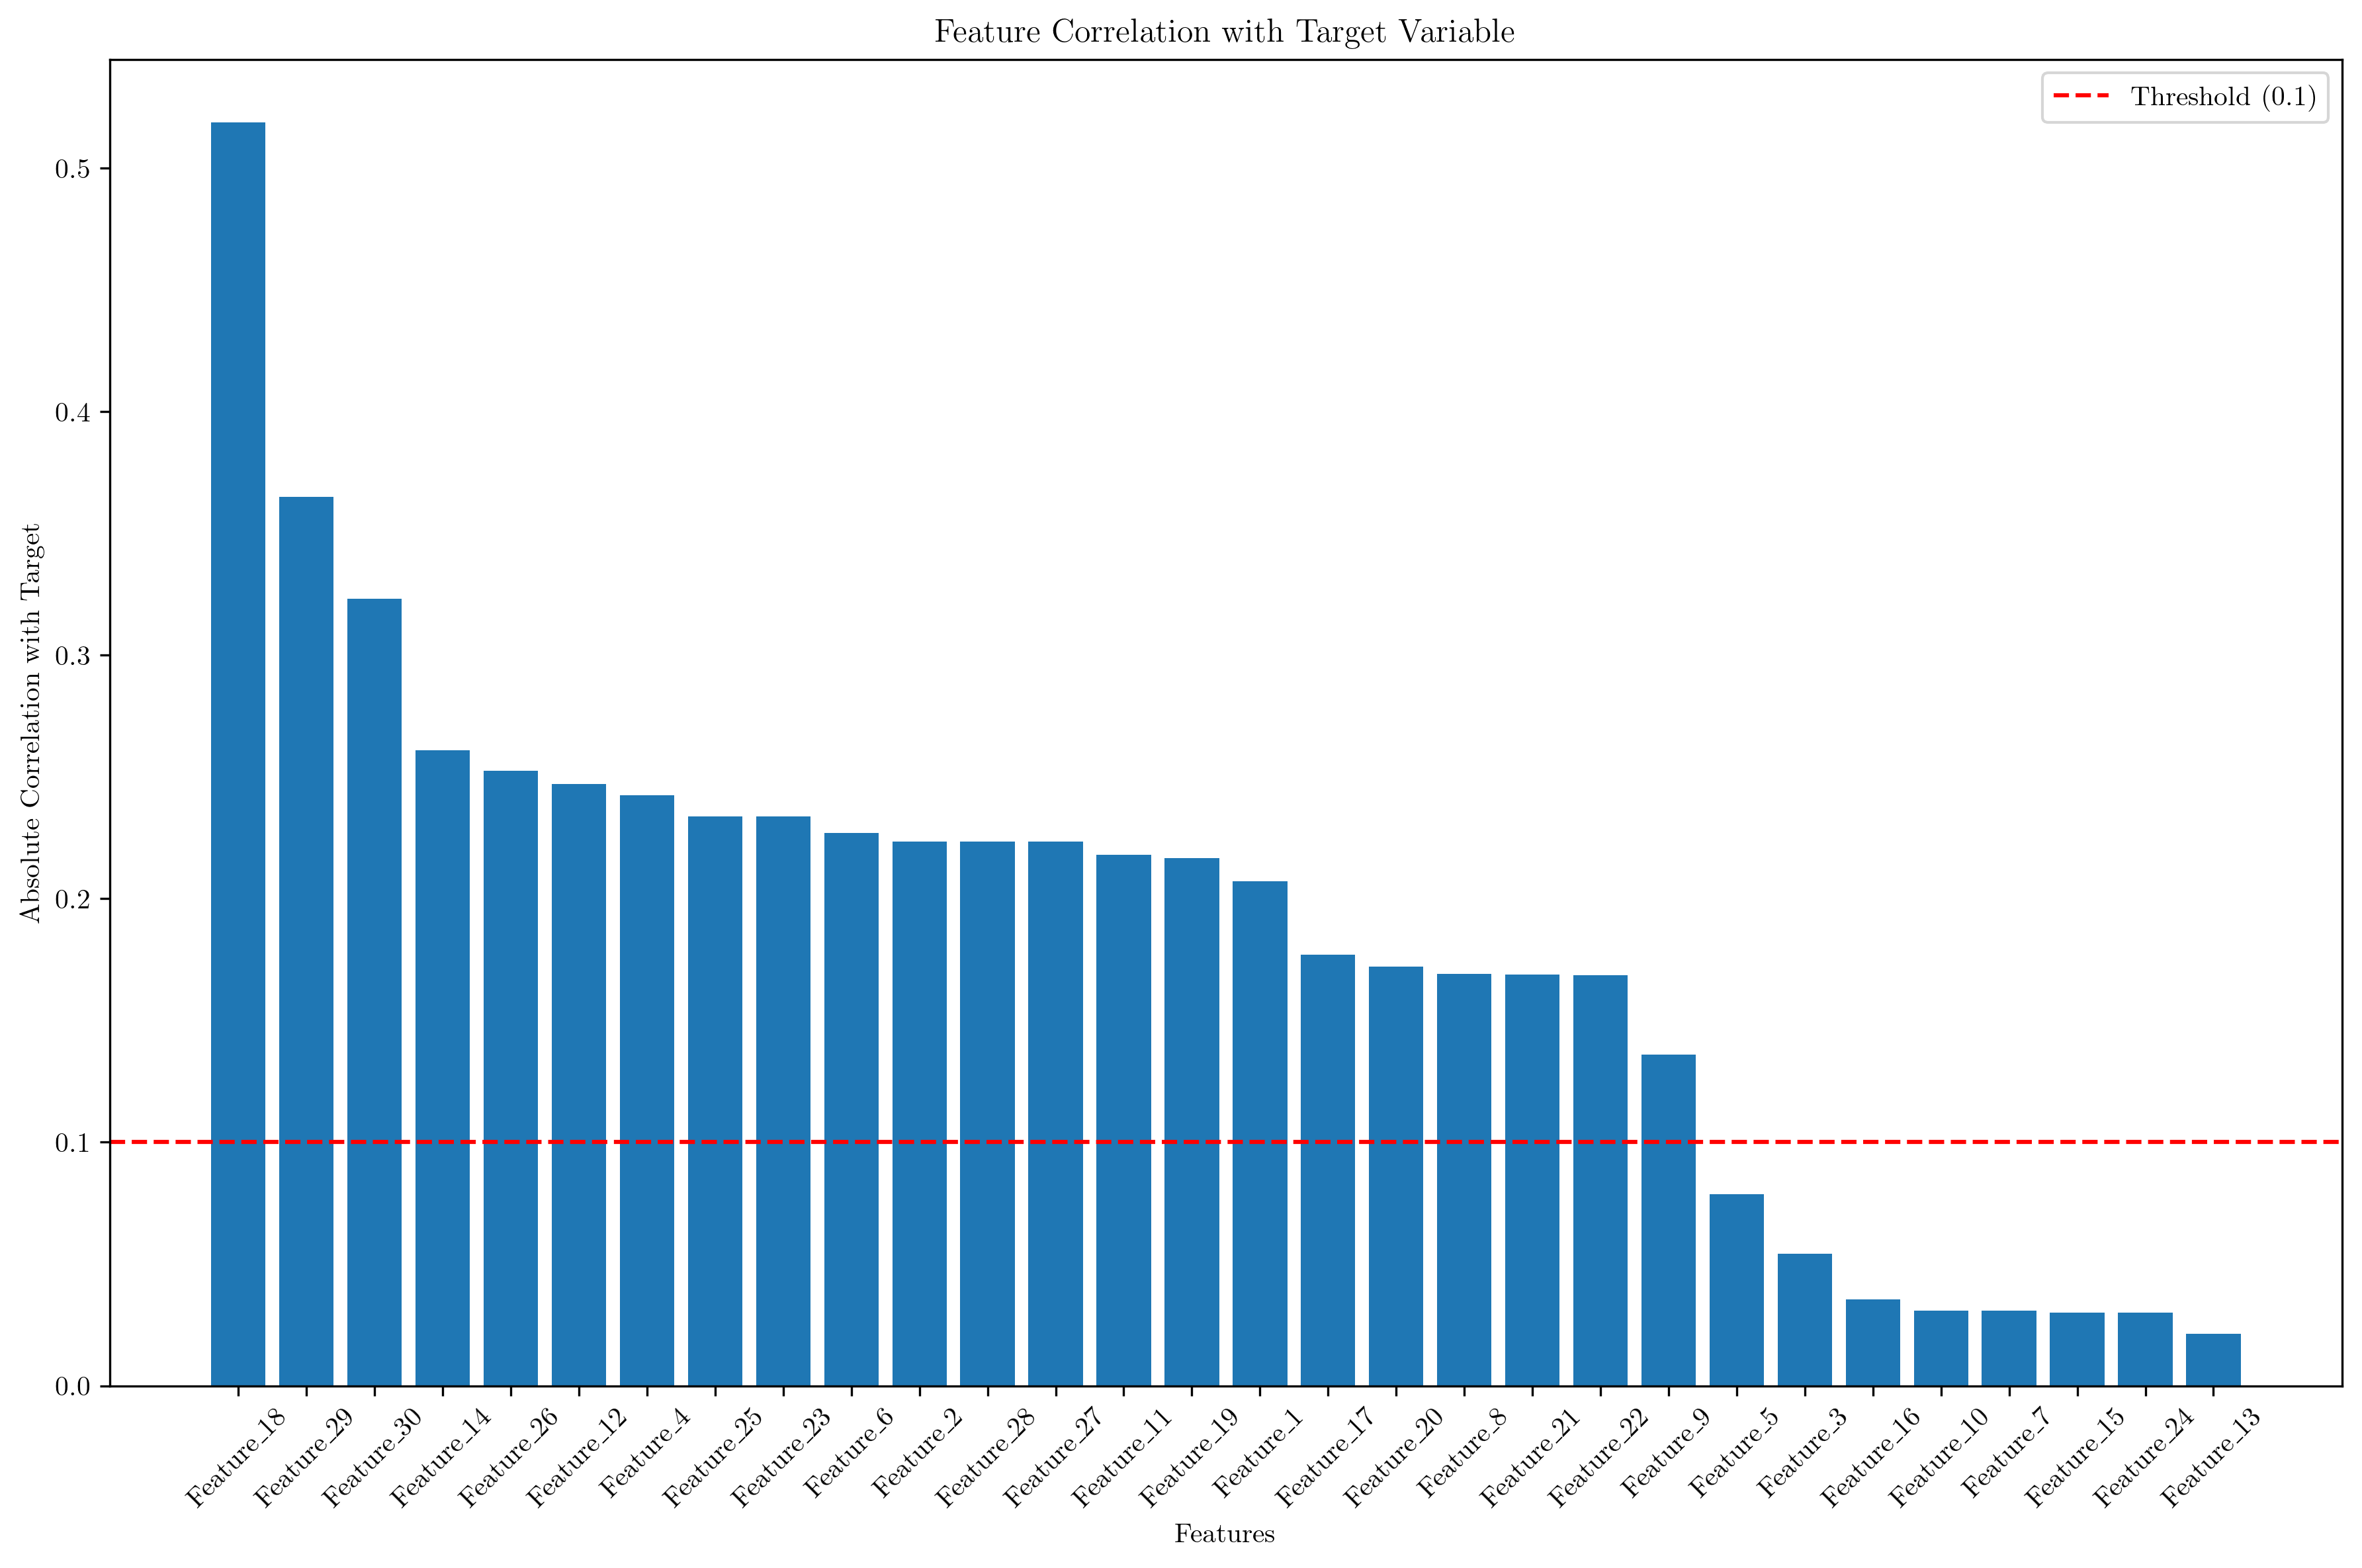 Feature Correlation with Target Variable
Threshold (0.1)
Absolute Correlation with Target
0.5
0.4
0.3
0.2
0.1
0.0
Feature_18
Feature_29
Feature_30
Feature_14
Feature_26
Feature_12
Feature_4
Feature_25
Feature_23
Feature_6
Feature_2
Feature_28
Feature_27
Feature_11
Feature_19
Feature_1
Feature_17
Feature_20
Feature_8
Feature_21
Feature_22
Feature_9
Feature_5
Feature_3
Feature_16
Feature_10
Feature_7
Feature_15
Feature_24
Feature_13
Features